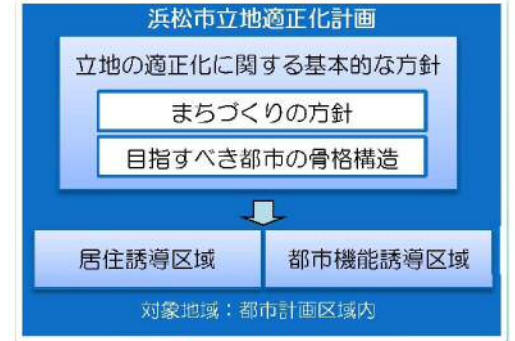 浜松市立地適正化計画
立地の適正化に関する基本的な方針
まちづくりの方針
目指すべき都市の骨格構造
居住誘導区域
都市機能誘導区域
対象地域：都市計画区域内